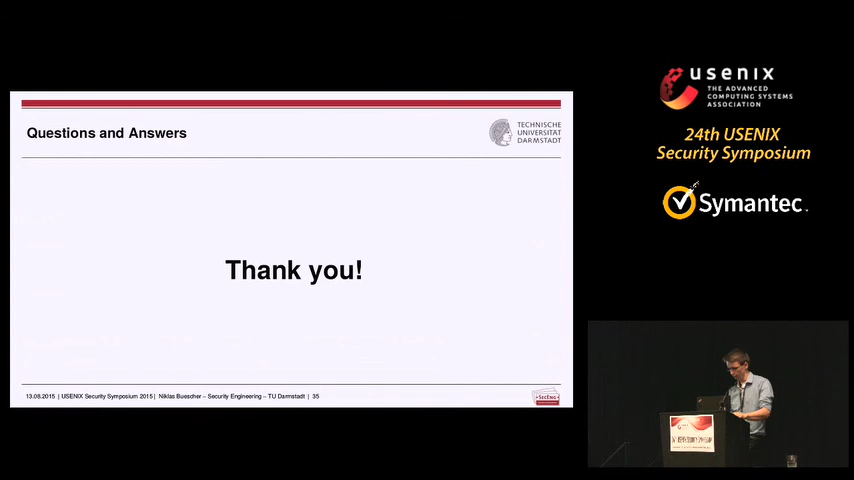 Questions and Answers
TECHNISCHE
UNIVERSITÄT
DARMSTADT
Thank you!
13.08.2015 | USENIX Security Symposium 2015 | Niklas Buescher – Security Engineering – TU Darmstadt | 35
SecEng
usenix
THE ADVANCED
COMPUTING SYSTEMS
ASSOCIATION
24th USENIX
Security Symposium
Symantec.